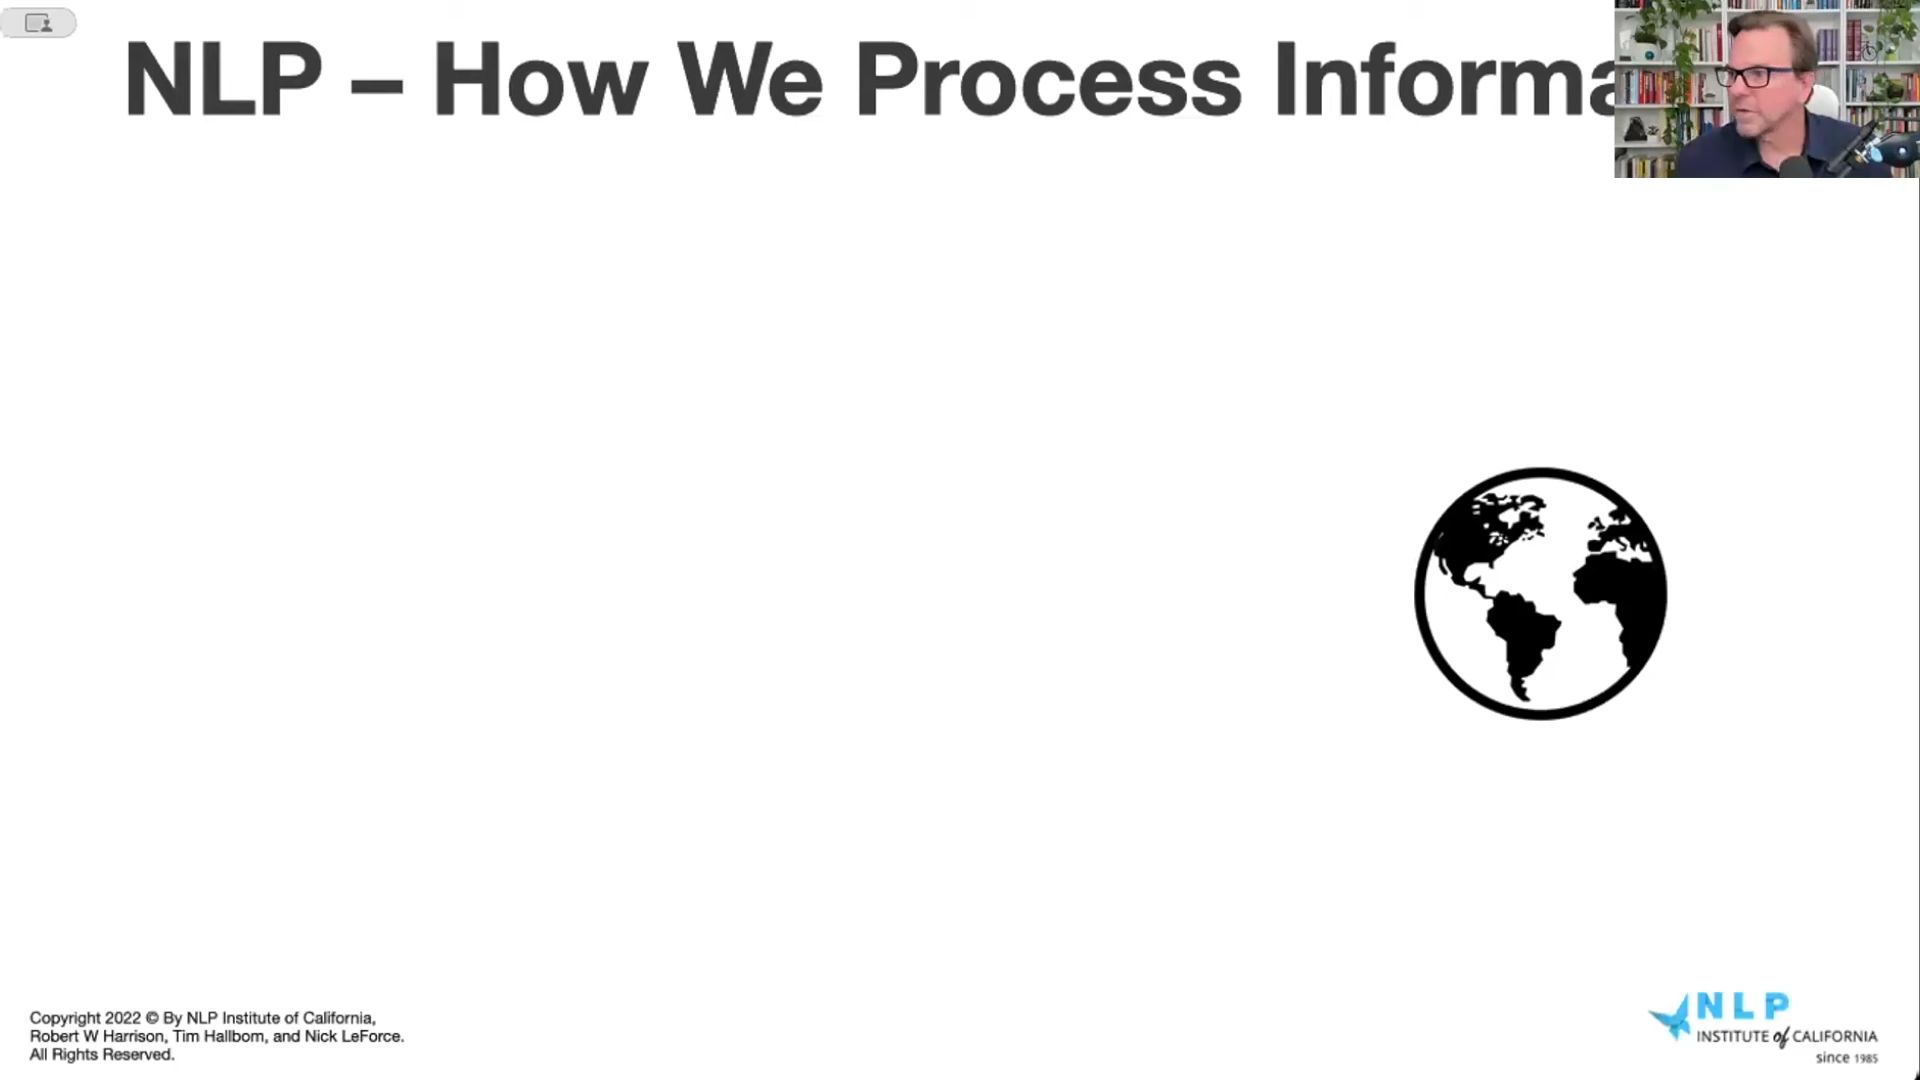 NLP – How We Process Informa
Copyright 2022 © By NLP Institute of California,
Robert W Harrison, Tim Hallbom, and Nick LeForce.
All Rights Reserved.
NLP
INSTITUTE of CALIFORNIA
since 1985